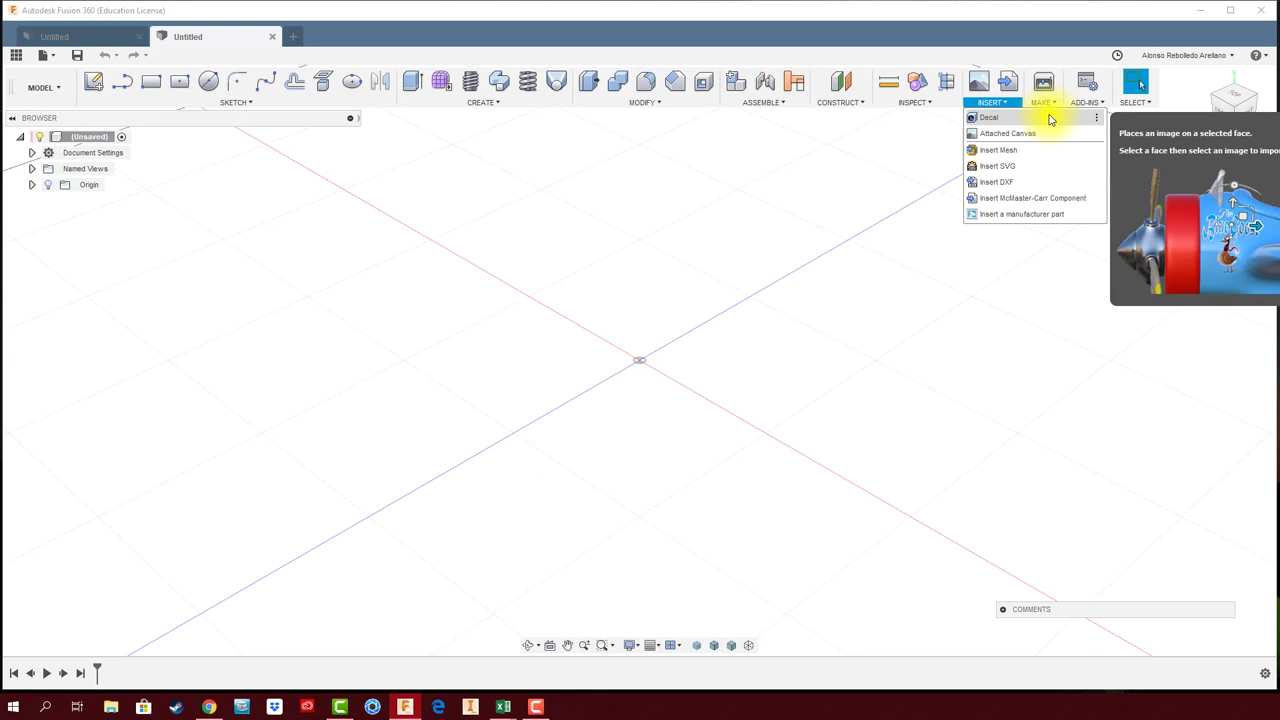 Autodesk Fusion 360 (Education License)
Untitled
Untitled
Alonso Rebolledo Arellano
MODEL
SKETCH
CREATE
MODIFY
ASSEMBLE
CONSTRUCT
INSPECT
INSERT
MAKE
ADD-INS
SELECT
TOP
BROWSER
(Unsaved)
Document Settings
Named Views
Origin
Decal
Attached Canvas
Insert Mesh
Insert SVG
Insert DXF
Insert McMaster-Carr Component
Insert a manufacturer part
Places an image on a selected face.
Select a face then select an image to impo
COMMENTS